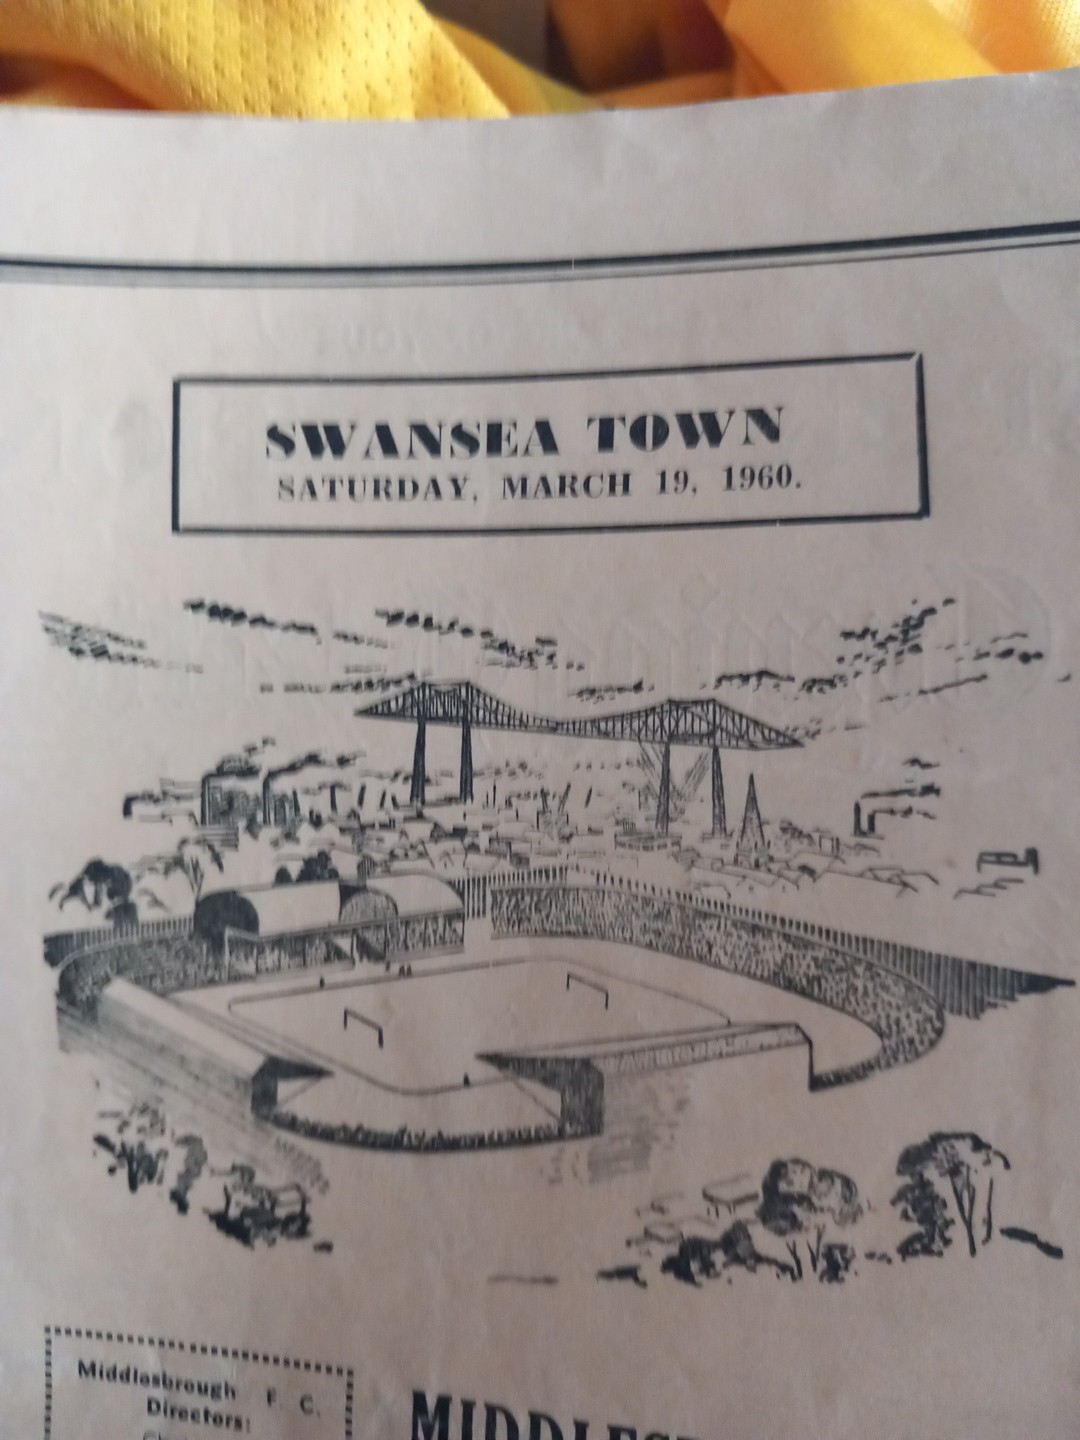 SWANSEA TOWN
SATURDAY, MARCH 19, 1960.
Middlesbrough F. C.
Directors: